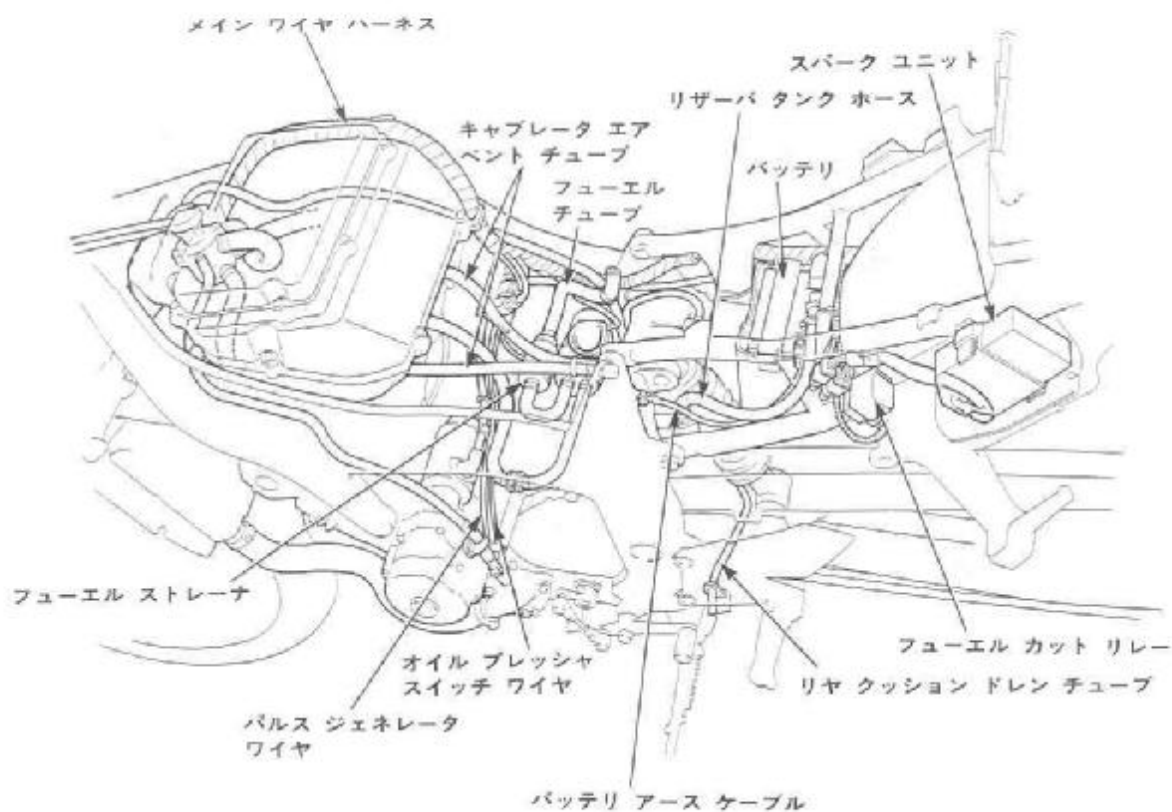 メイン ワイヤ ハーネス
スパーク ユニット
リザーバ タンク ホース
キャブレータ エア
ベント チューブ
バッテリ
フューエル
チューブ
フューエル ストレーナ
オイル プレッシャ
スイッチ ワイヤ
フューエル カット リレー
リヤ クッション ドレン チューブ
パルス ジェネレータ
ワイヤ
バッテリ アース ケーブル